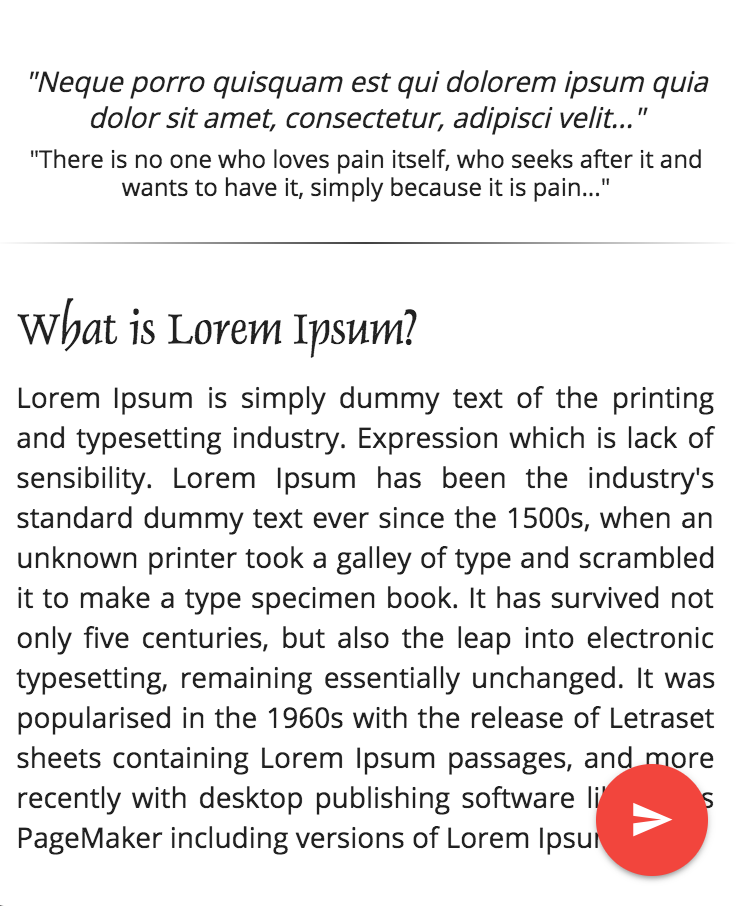 "Neque porro quisquam est qui dolorem ipsum quia
dolor sit amet, consectetur, adipisci velit..."
"There is no one who loves pain itself, who seeks after it and
wants to have it, simply because it is pain..."
What is Lorem Ipsum?
Lorem Ipsum is simply dummy text of the printing
and typesetting industry. Expression which is lack of
sensibility. Lorem Ipsum has been the industry's
standard dummy text ever since the 1500s, when an
unknown printer took a galley of type and scrambled
it to make a type specimen book. It has survived not
only five centuries, but also the leap into electronic
typesetting, remaining essentially unchanged. It was
popularised in the 1960s with the release of Letraset
sheets containing Lorem Ipsum passages, and more
recently with desktop publishing software
PageMaker including versions of Lorem